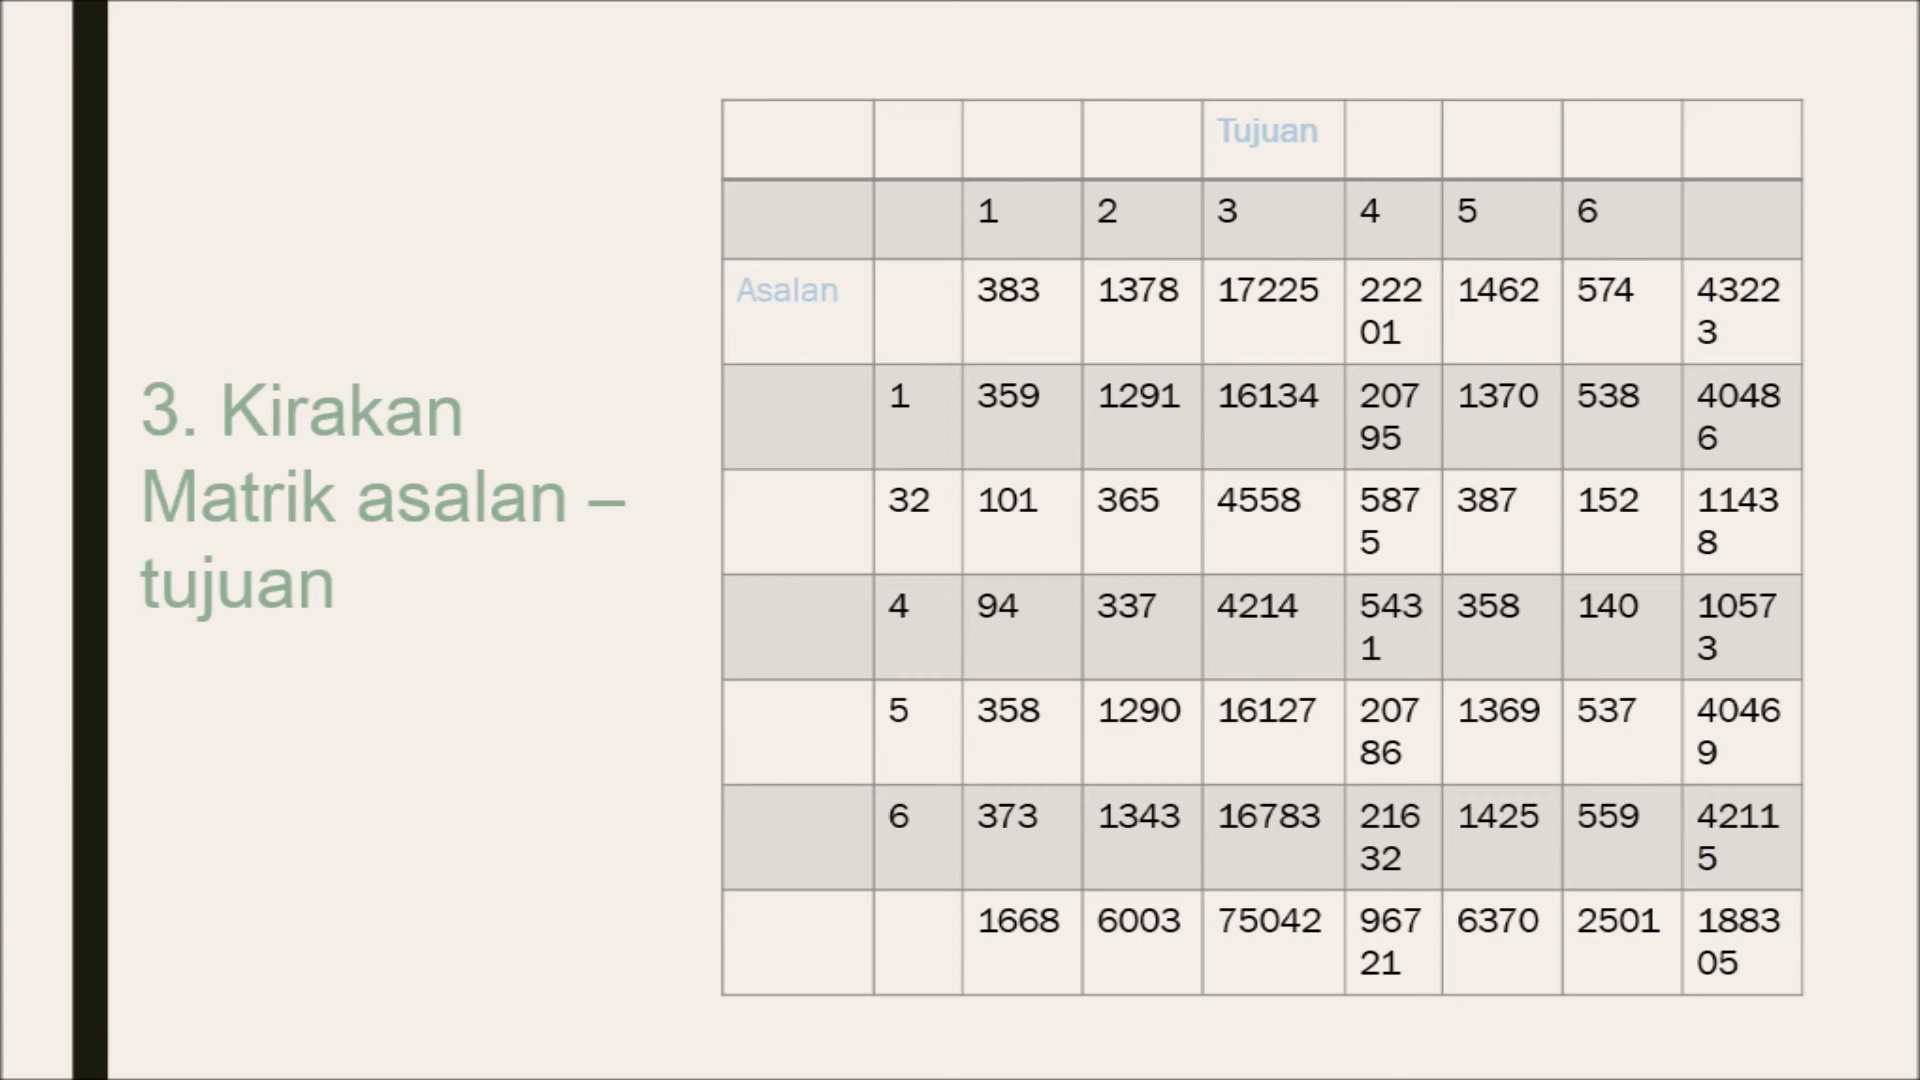 3. Kirakan
Matrik asalan –
tujuan
Tujuan
1 2 3 4 5 6
Asalan 383 1378 17225 222 1462 574 4322
01 3
1 359 1291 16134 207 1370 538 4048
95 6
32 101 365 4558 587 387 152 1143
5 8
4 94 337 4214 543 358 140 1057
1 3
5 358 1290 16127 207 1369 537 4046
86 9
6 373 1343 16783 216 1425 559 4211
32 5
1668 6003 75042 967 6370 2501 1883
21 05